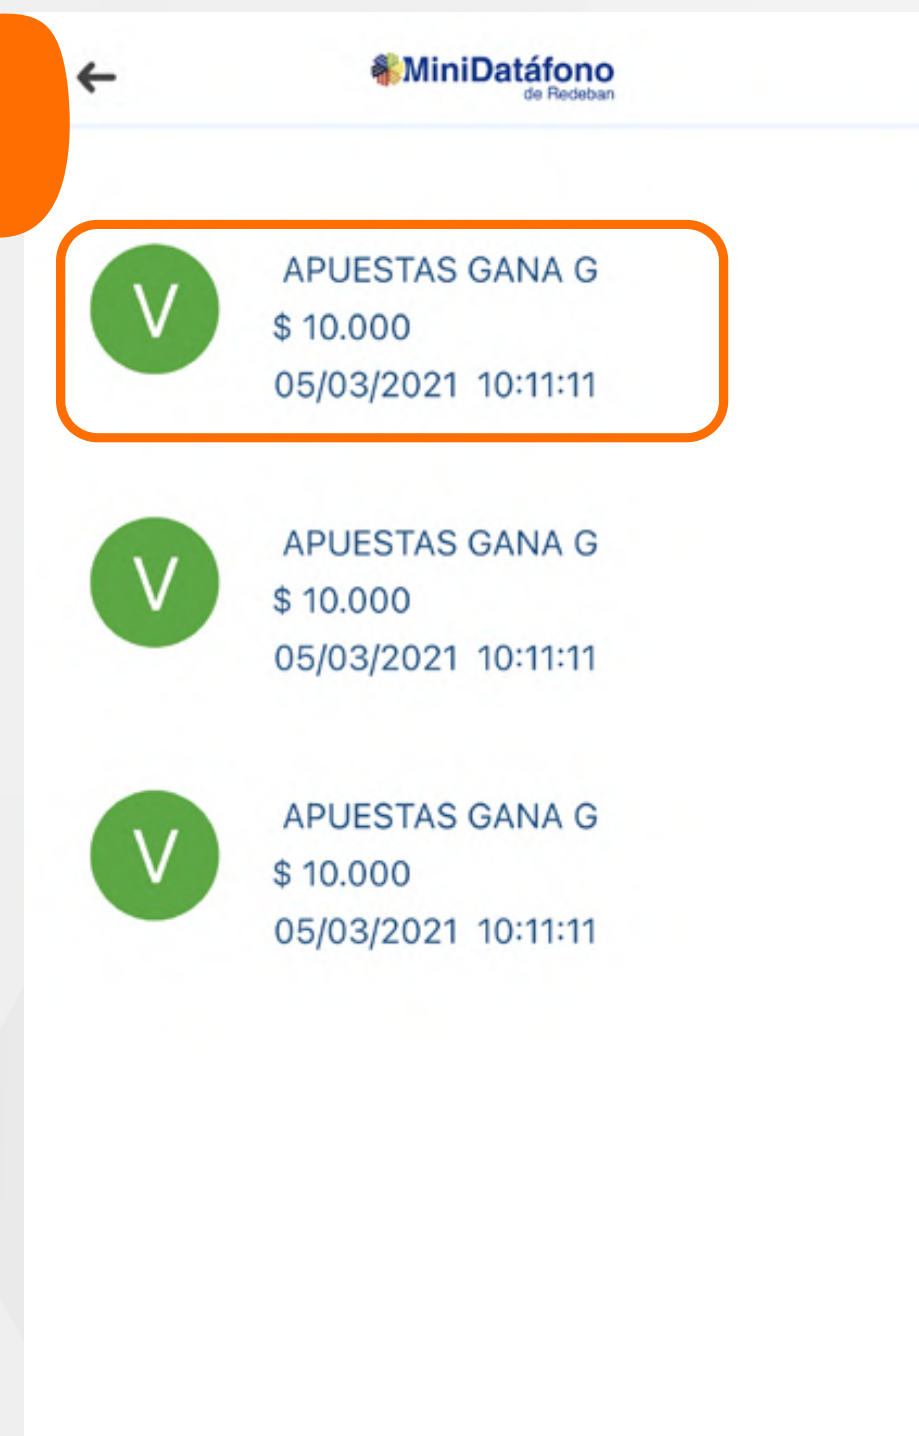 MiniDatáfono
de Redeban
V
APUESTAS GANA G
$ 10.000
05/03/2021 10:11:11
V
APUESTAS GANA G
$ 10.000
05/03/2021 10:11:11
V
APUESTAS GANA G
$ 10.000
05/03/2021 10:11:11